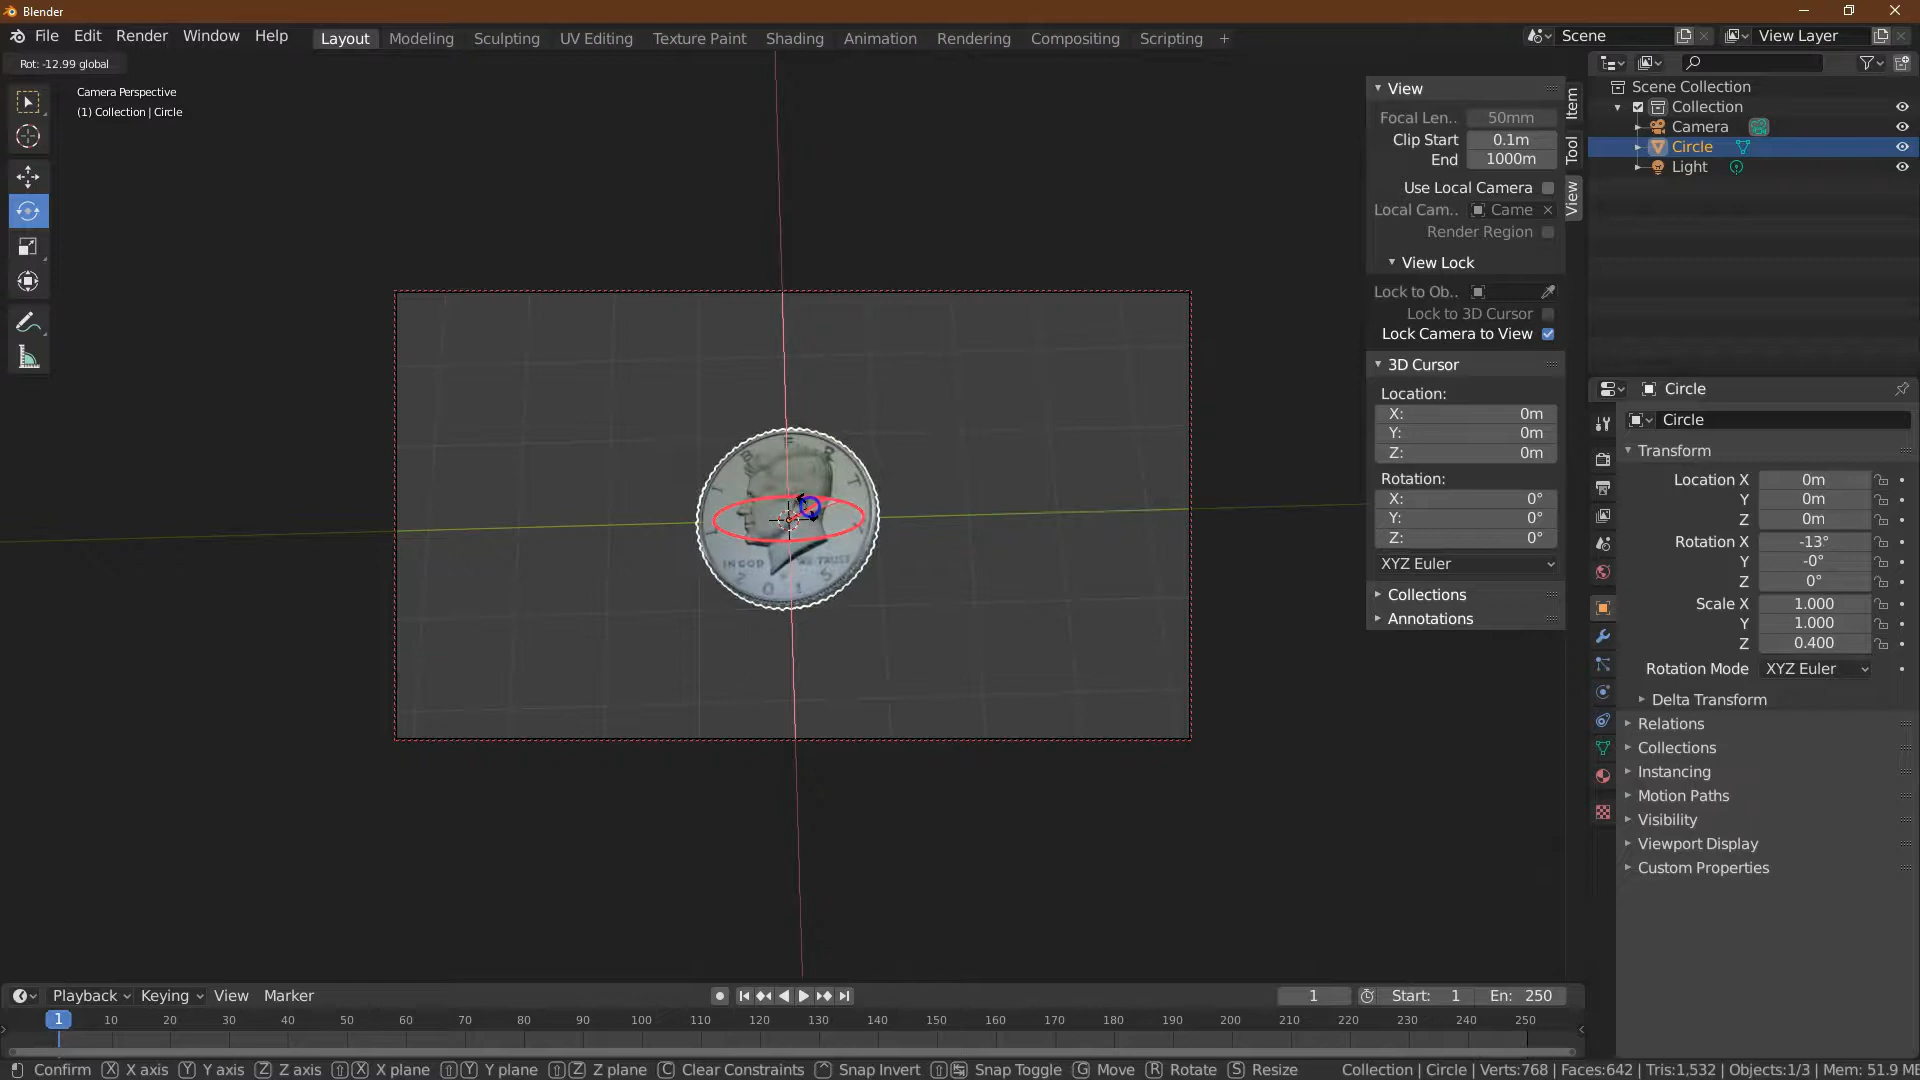 Blender
File Edit Render Window Help Layout Modeling Sculpting UV Editing Texture Paint Shading Animation Rendering Compositing Scripting + Scene View Layer
Rot: -12.99 global
Camera Perspective
(1) Collection | Circle
View
Focal Len.. 50mm
Clip Start 0.1m
End 1000m
Use Local Camera
Local Cam.. Came
Render Region
View Lock
Lock to Ob..
Lock to 3D Cursor
Lock Camera to View
3D Cursor
Location:
X: 0m
Y: 0m
Z: 0m
Rotation:
X: 0°
Y: 0°
Z: 0°
XYZ Euler
Collections
Annotations
Item
Tool
View
Scene Collection
Collection
Camera
Circle
Light
Circle
Circle
Transform
Location X 0m
Y 0m
Z 0m
Rotation X -13°
Y -0°
Z 0°
Scale X 1.000
Y 1.000
Z 0.400
Rotation Mode XYZ Euler
Delta Transform
Relations
Collections
Instancing
Motion Paths
Visibility
Viewport Display
Custom Properties
IN GOD WE TRUST
2015
Playback Keying View Marker 1 Start: 1 En: 250
1 10 20 30 40 50 60 70 80 90 100 110 120 130 140 150 160 170 180 190 200 210 220 230 240 250
Confirm X X axis Y Y axis Z Z axis X X plane Y Y plane Z Z plane C Clear Constraints Snap Invert Snap Toggle G Move R Rotate S Resize Collection | Circle | Verts:768 | Faces:642 | Tris:1,532 | Objects:1/3 | Mem: 51.9 M